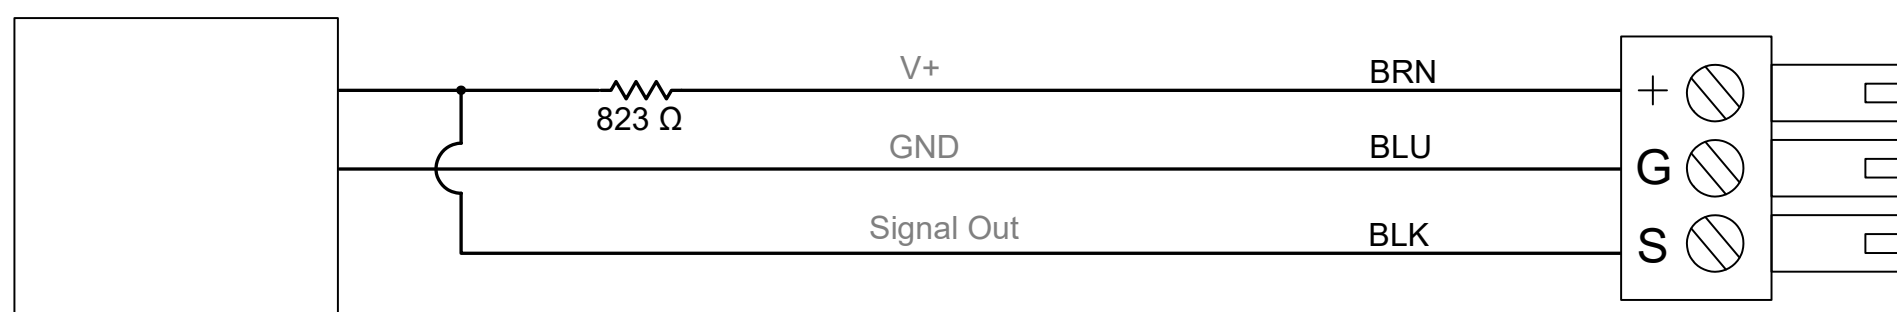 V+
BRN
+
823 Ω
GND
BLU
G
Signal Out
BLK
S